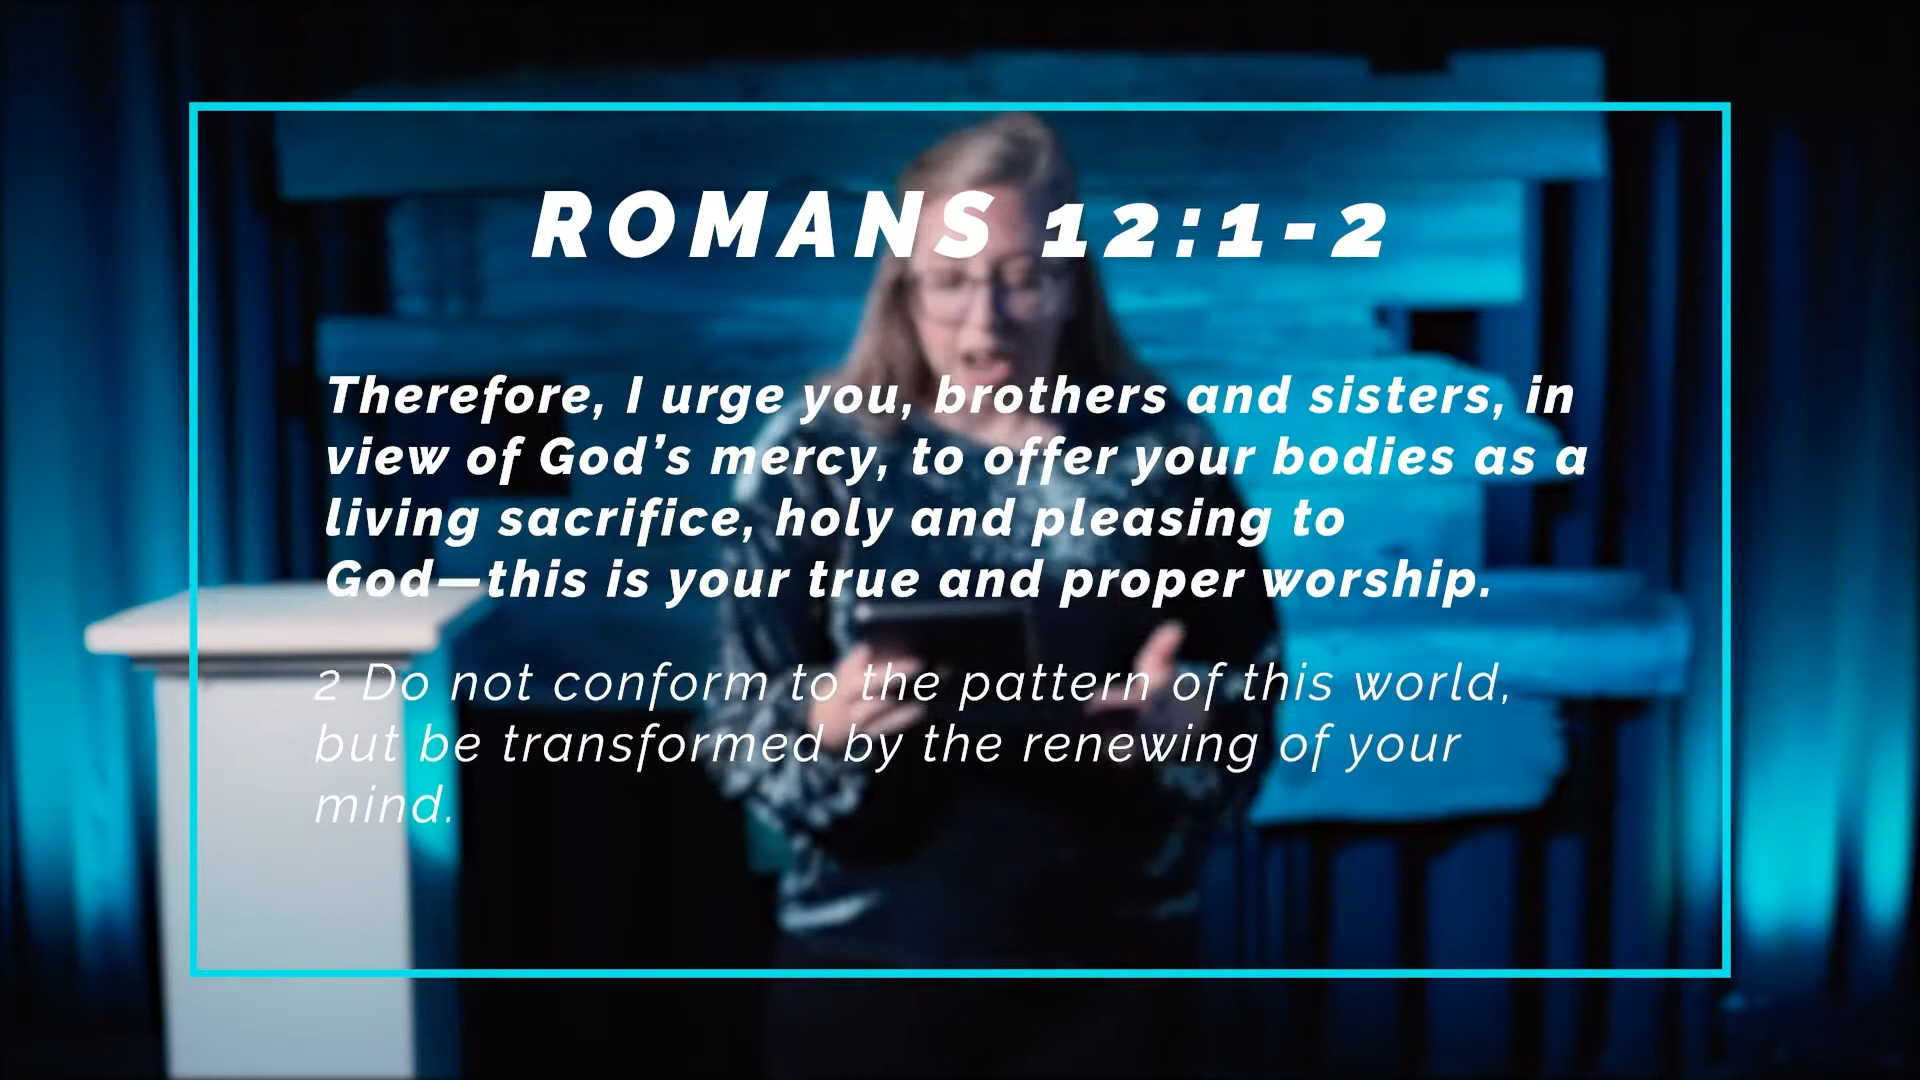 ROMANS 12:1-2
Therefore, I urge you, brothers and sisters, in
view of God’s mercy, to offer your bodies as a
living sacrifice, holy and pleasing to
God—this is your true and proper worship.
2 Do not conform to the pattern of this world,
but be transformed by the renewing of your
mind.